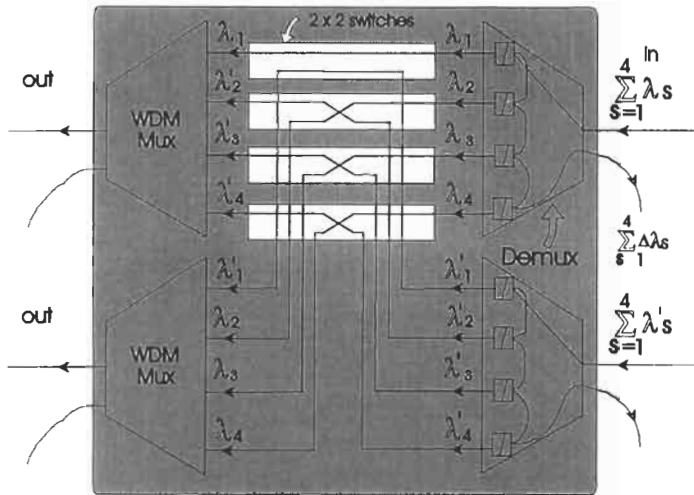 2 x 2 switches
λ1
λ1
In
out
4
Σ λs
s=1
λ'2
λ2
WDM
Mux
λ'3
λ3
λ'4
λ4
Demux
4
Σ Δλs
s 1
λ'1
λ'1
out
4
Σ λ's
s=1
λ2
λ'2
WDM
Mux
λ3
λ'3
λ4
λ'4